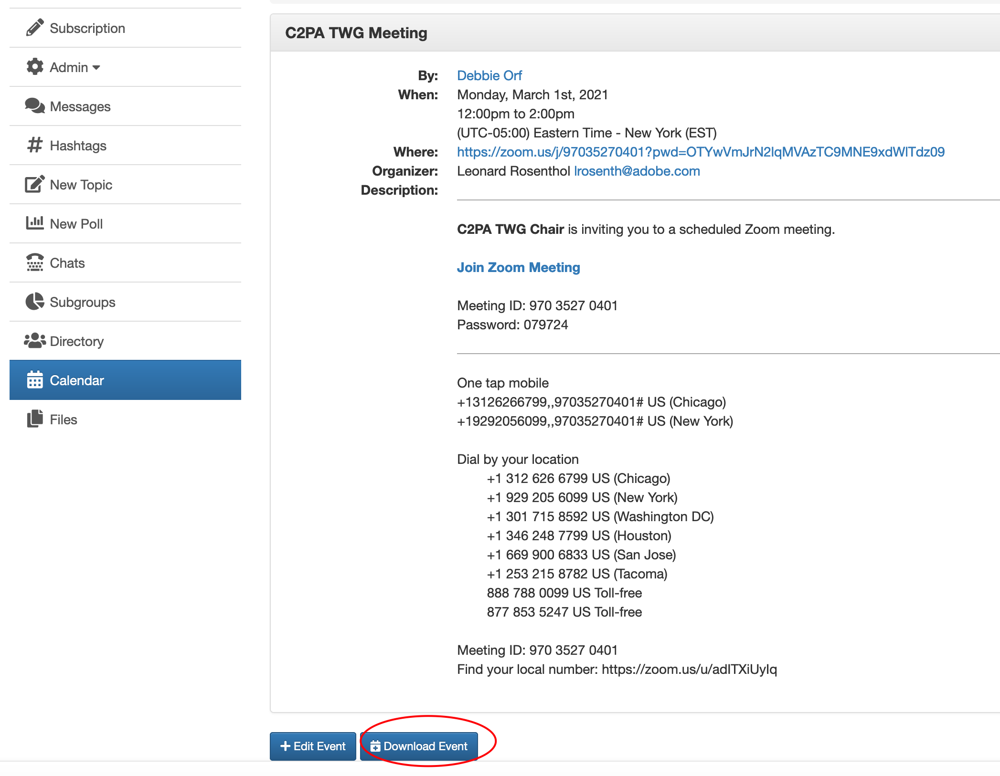 Subscription
Admin
Messages
Hashtags
New Topic
New Poll
Chats
Subgroups
Directory
Calendar
Files
C2PA TWG Meeting
By: Debbie Orf
When: Monday, March 1st, 2021
12:00pm to 2:00pm
(UTC-05:00) Eastern Time - New York (EST)
Where: https://zoom.us/j/97035270401?pwd=OTYwVmJrN2lqMVAzTC9MNE9xdWlTdz09
Organizer: Leonard Rosenthol lrosenth@adobe.com
Description:
C2PA TWG Chair is inviting you to a scheduled Zoom meeting.
Join Zoom Meeting
Meeting ID: 970 3527 0401
Password: 079724
One tap mobile
+13126266799,,97035270401# US (Chicago)
+19292056099,,97035270401# US (New York)
Dial by your location
+1 312 626 6799 US (Chicago)
+1 929 205 6099 US (New York)
+1 301 715 8592 US (Washington DC)
+1 346 248 7799 US (Houston)
+1 669 900 6833 US (San Jose)
+1 253 215 8782 US (Tacoma)
888 788 0099 US Toll-free
877 853 5247 US Toll-free
Meeting ID: 970 3527 0401
Find your local number: https://zoom.us/u/adITXiUyIq
Edit Event
Download Event